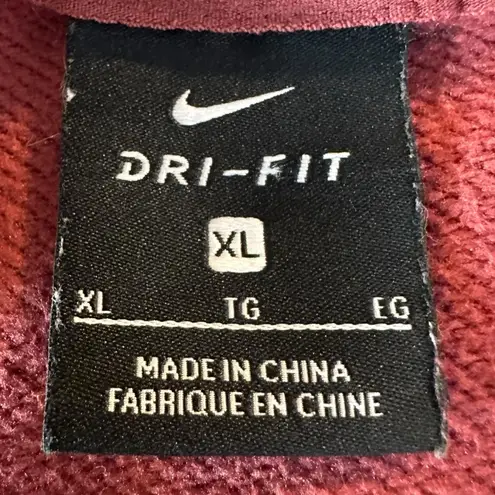 DRI-FIT
XL
XL TG EG
MADE IN CHINA
FABRIQUE EN CHINE